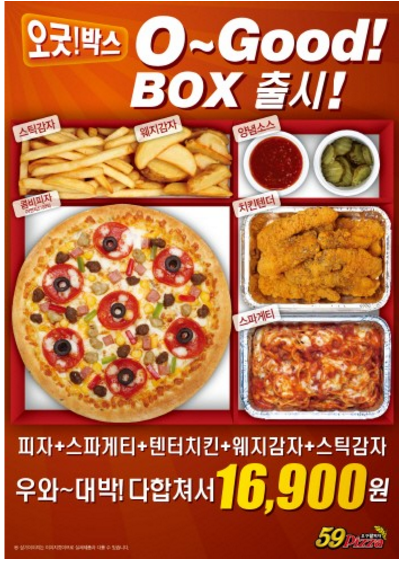 오굿!박스 O~Good!
BOX 출시!
스틱감자
웨지감자
양념소스
콤비피자
치킨텐더
스파게티
피자+스파게티+텐터치킨+웨지감자+스틱감자
우와~대박! 다합쳐서 16,900원
59 Pizza